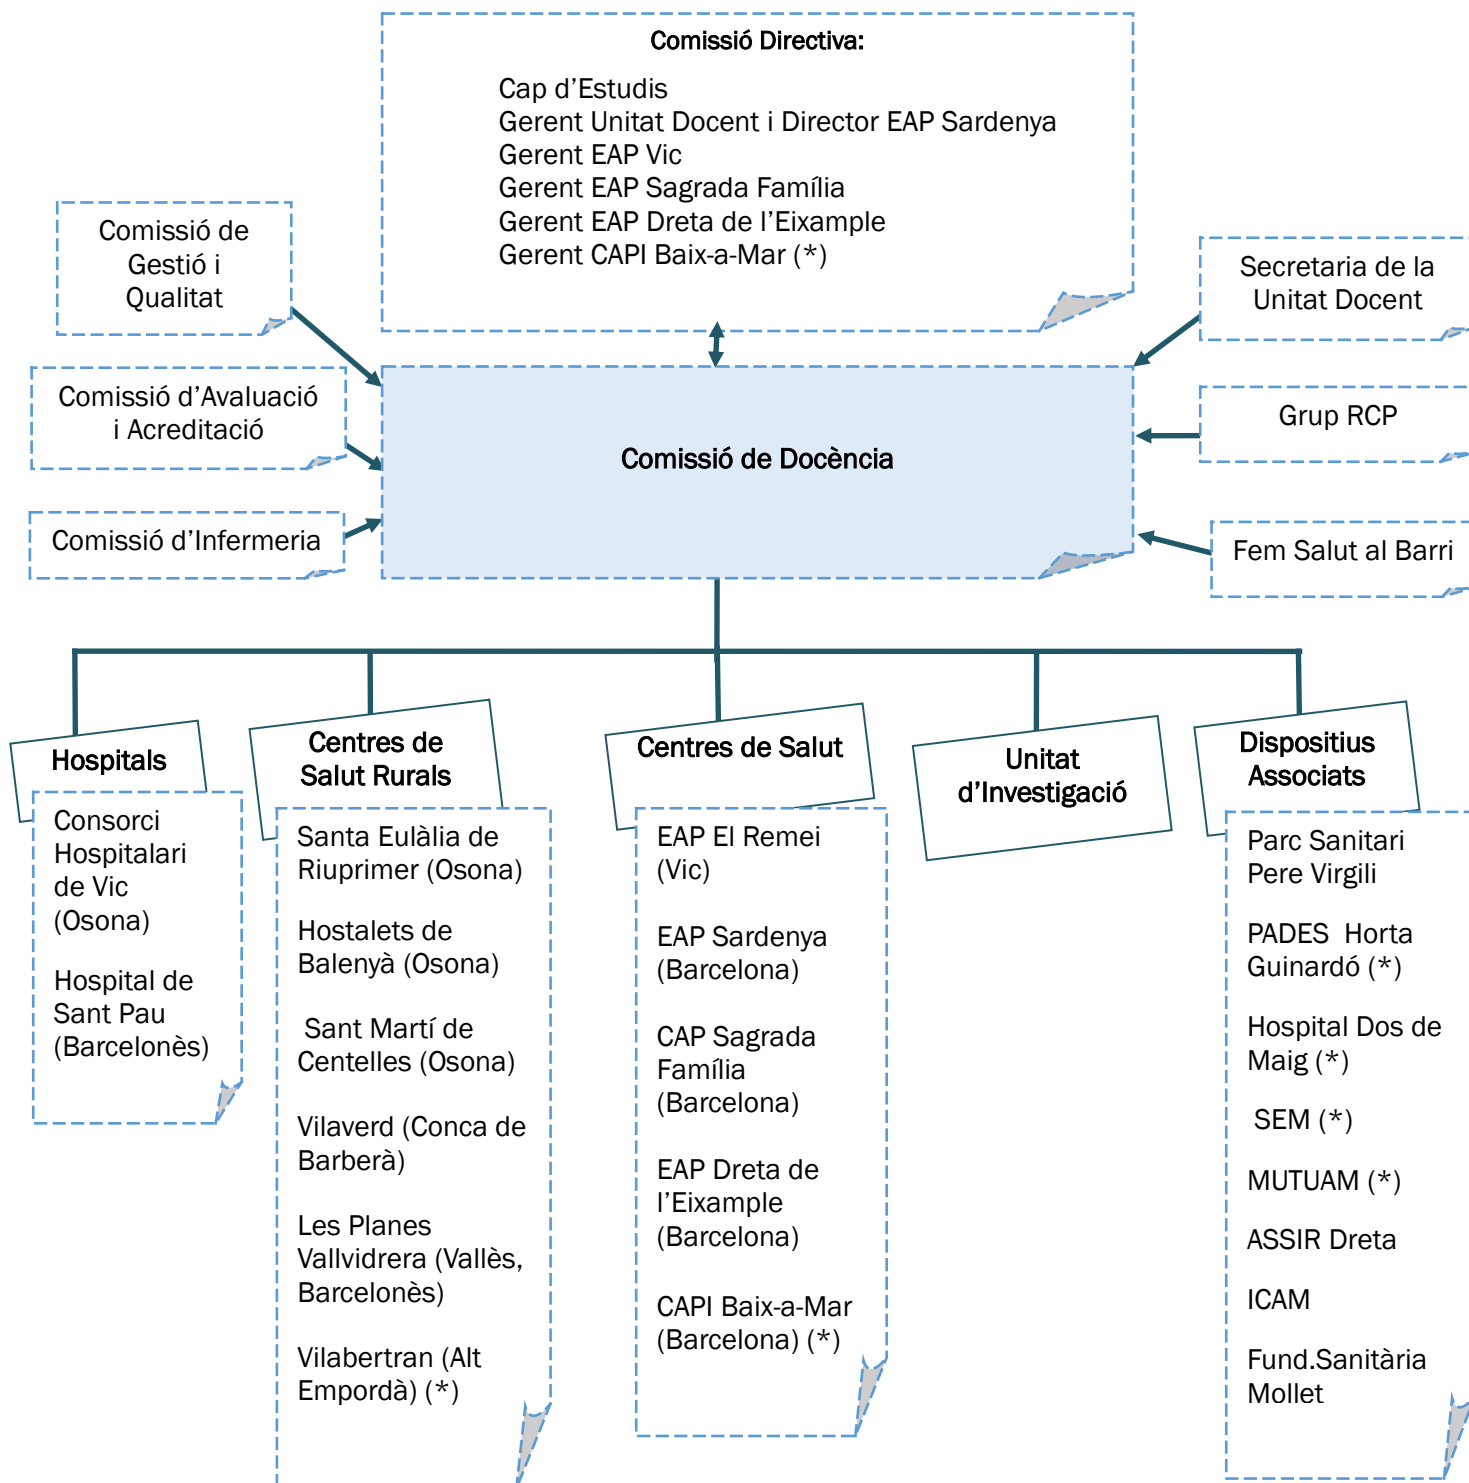 Comissió Directiva:
Cap d’Estudis
Gerent Unitat Docent i Director EAP Sardenya
Gerent EAP Vic
Gerent EAP Sagrada Família
Gerent EAP Dreta de l’Eixample
Gerent CAPI Baix-a-Mar (*)
Comissió de
Gestió i
Qualitat
Comissió d’Avaluació
i Acreditació
Comissió d’Infermeria
Comissió de Docència
Secretaria de la
Unitat Docent
Grup RCP
Fem Salut al Barri
Hospitals
Consorci
Hospitalari
de Vic
(Osona)
Hospital de
Sant Pau
(Barcelonès)
Centres de
Salut Rurals
Santa Eulàlia de
Riuprimer (Osona)
Hostalets de
Balenyà (Osona)
Sant Martí de
Centelles (Osona)
Vilaverd (Conca de
Barberà)
Les Planes
Vallvidrera (Vallès,
Barcelonès)
Vilabertran (Alt
Empordà) (*)
Centres de Salut
EAP El Remei
(Vic)
EAP Sardenya
(Barcelona)
CAP Sagrada
Família
(Barcelona)
EAP Dreta de
l’Eixample
(Barcelona)
CAPI Baix-a-Mar
(Barcelona) (*)
Unitat
d’Investigació
Dispositius
Associats
Parc Sanitari
Pere Virgili
PADES  Horta
Guinardó (*)
Hospital Dos de
Maig (*)
SEM (*)
MUTUAM (*)
ASSIR Dreta
ICAM
Fund.Sanitària
Mollet